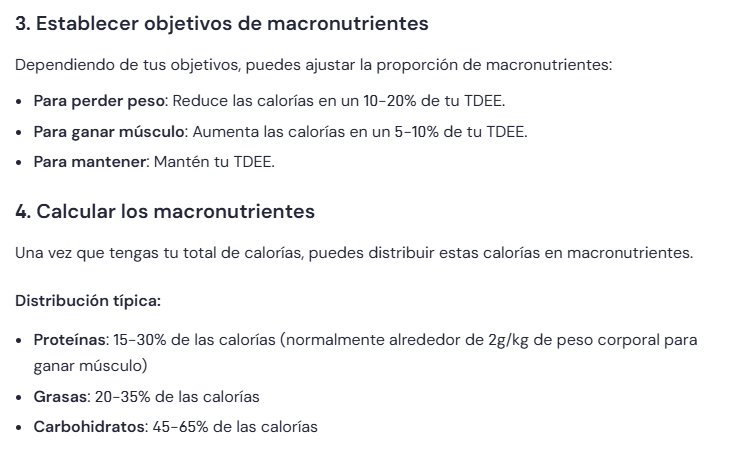 3. Establecer objetivos de macronutrientes
Dependiendo de tus objetivos, puedes ajustar la proporción de macronutrientes:
• Para perder peso: Reduce las calorías en un 10-20% de tu TDEE.
• Para ganar músculo: Aumenta las calorías en un 5-10% de tu TDEE.
• Para mantener: Mantén tu TDEE.
4. Calcular los macronutrientes
Una vez que tengas tu total de calorías, puedes distribuir estas calorías en macronutrientes.
Distribución típica:
• Proteínas: 15-30% de las calorías (normalmente alrededor de 2g/kg de peso corporal para
ganar músculo)
• Grasas: 20-35% de las calorías
• Carbohidratos: 45-65% de las calorías